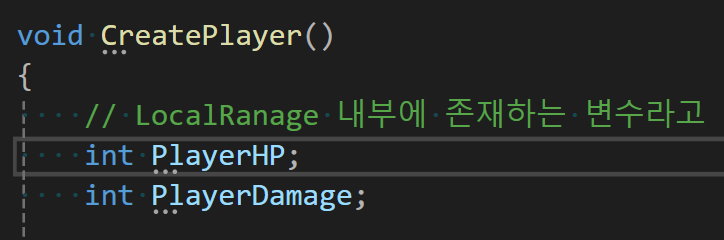 void CreatePlayer()
{
// LocalRanage 내부에 존재하는 변수라고
int PlayerHP;
int PlayerDamage;